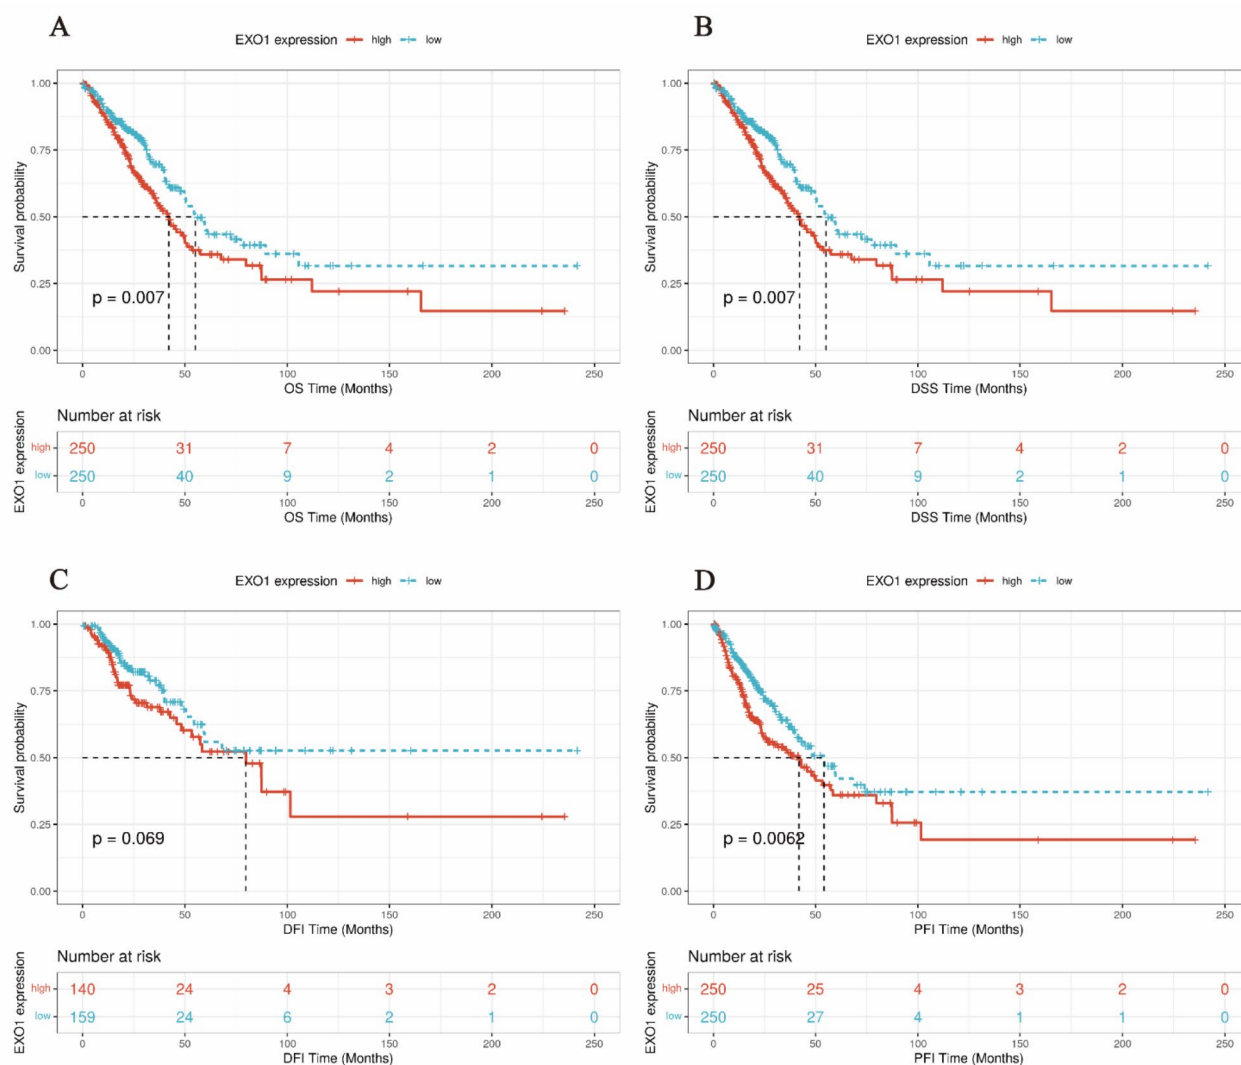 A
EXO1 expression high low
Survival probability
1.00
0.75
0.50
0.25
0.00
p = 0.007
0 50 100 150 200 250
OS Time (Months)
Number at risk
EXO1 expression
high 250 31 7 4 2 0
low 250 40 9 2 1 0
0 50 100 150 200 250
OS Time (Months)
B
EXO1 expression high low
Survival probability
1.00
0.75
0.50
0.25
0.00
p = 0.007
0 50 100 150 200 250
DSS Time (Months)
Number at risk
EXO1 expression
high 250 31 7 4 2 0
low 250 40 9 2 1 0
0 50 100 150 200 250
DSS Time (Months)
C
EXO1 expression high low
Survival probability
1.00
0.75
0.50
0.25
0.00
p = 0.069
0 50 100 150 200 250
DFI Time (Months)
Number at risk
EXO1 expression
high 140 24 4 3 2 0
low 159 24 6 2 1 0
0 50 100 150 200 250
DFI Time (Months)
D
EXO1 expression high low
Survival probability
1.00
0.75
0.50
0.25
0.00
p = 0.0062
0 50 100 150 200 250
PFI Time (Months)
Number at risk
EXO1 expression
high 250 25 4 3 2 0
low 250 27 4 1 1 0
0 50 100 150 200 250
PFI Time (Months)